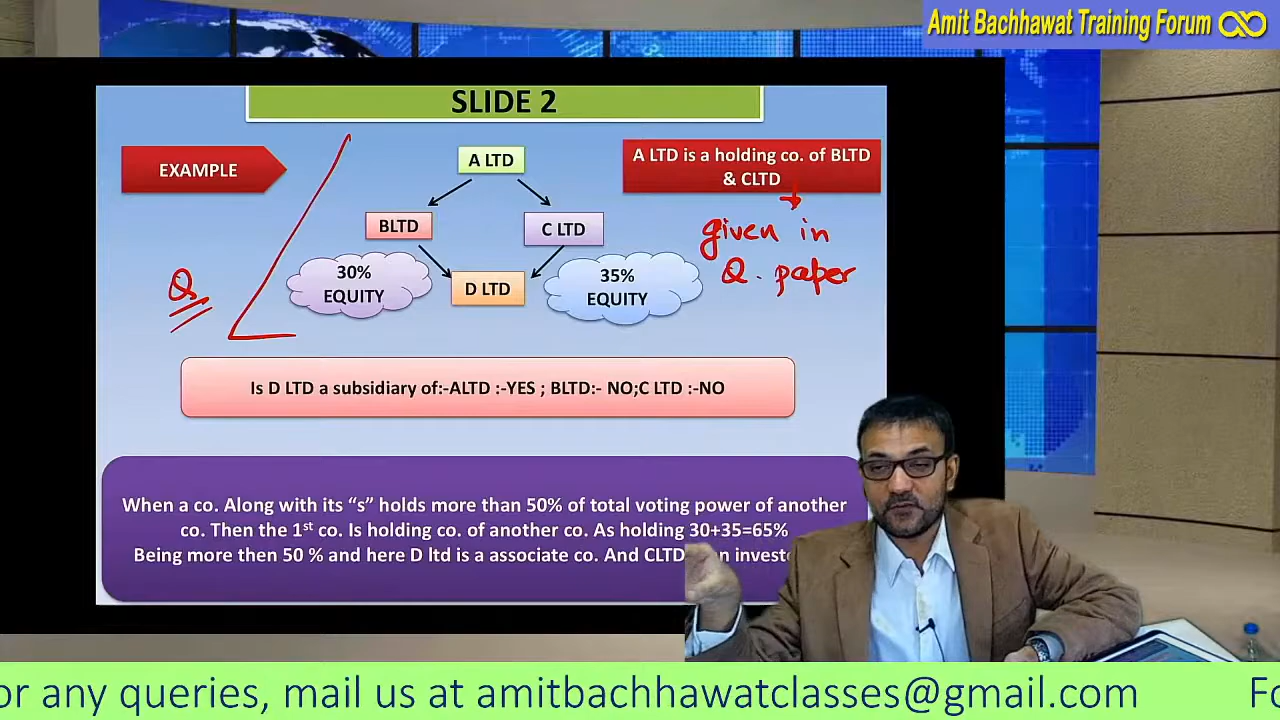 Amit Bachhawat Training Forum
SLIDE 2
EXAMPLE
A LTD
A LTD is a holding co. of BLTD
& CLTD
BLTD
C LTD
given in
Q. paper
30%
EQUITY
D LTD
35%
EQUITY
Q
Is D LTD a subsidiary of:-ALTD :-YES ; BLTD:- NO;C LTD :-NO
When a co. Along with its “s” holds more than 50% of total voting power of another
co. Then the 1st co. Is holding co. of another co. As holding 30+35=65%
Being more then 50 % and here D ltd is a associate co. And CLTD
or any queries, mail us at amitbachhawatclasses@gmail.com
Fo